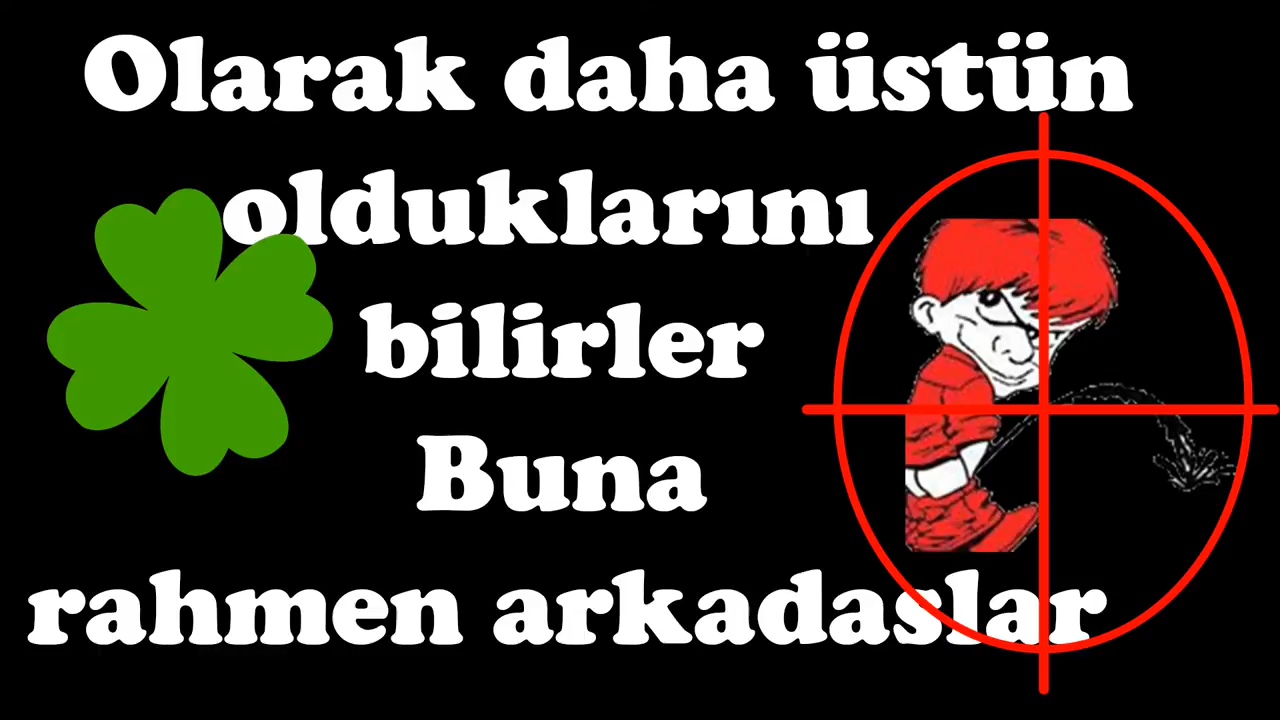 Olarak daha üstün
olduklarını
bilirler
Buna
rahmen arkadaslar